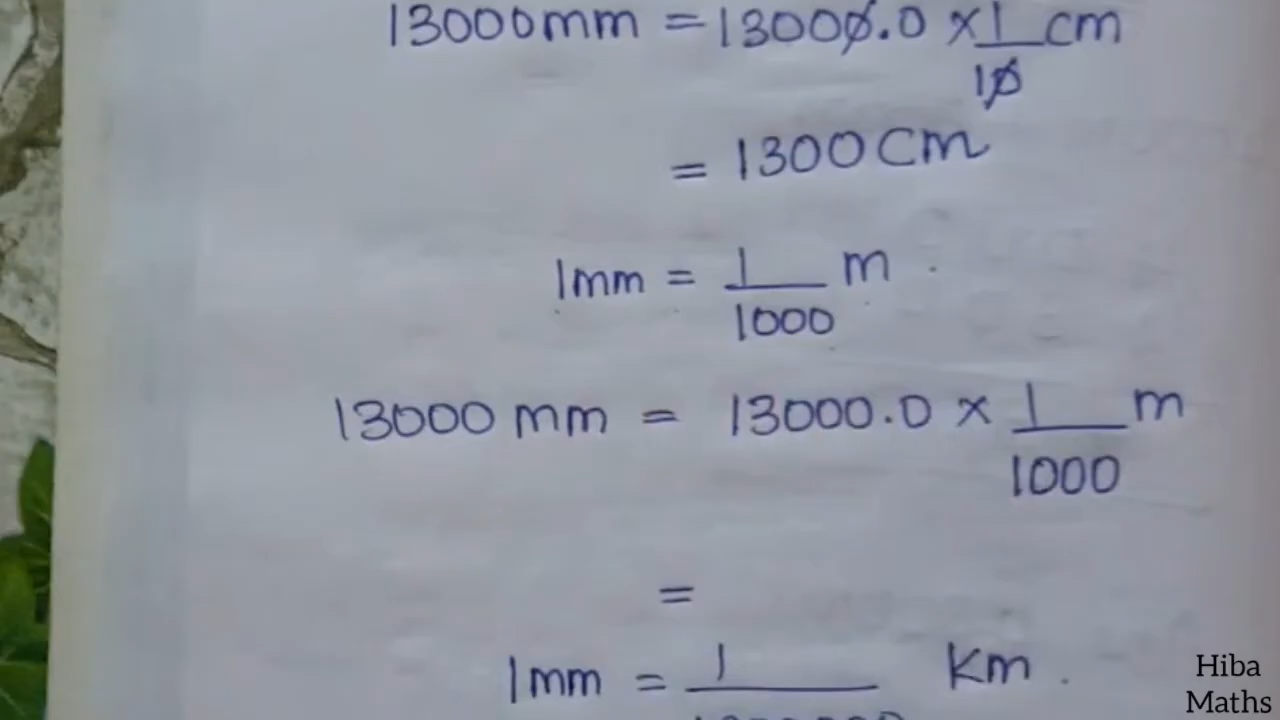 13000mm = 13000.0 × 1/10 cm
= 1300 cm
1mm = 1/1000 m
13000 mm = 13000.0 × 1/1000 m
=
1mm = 1/ Km.
Hiba
Maths